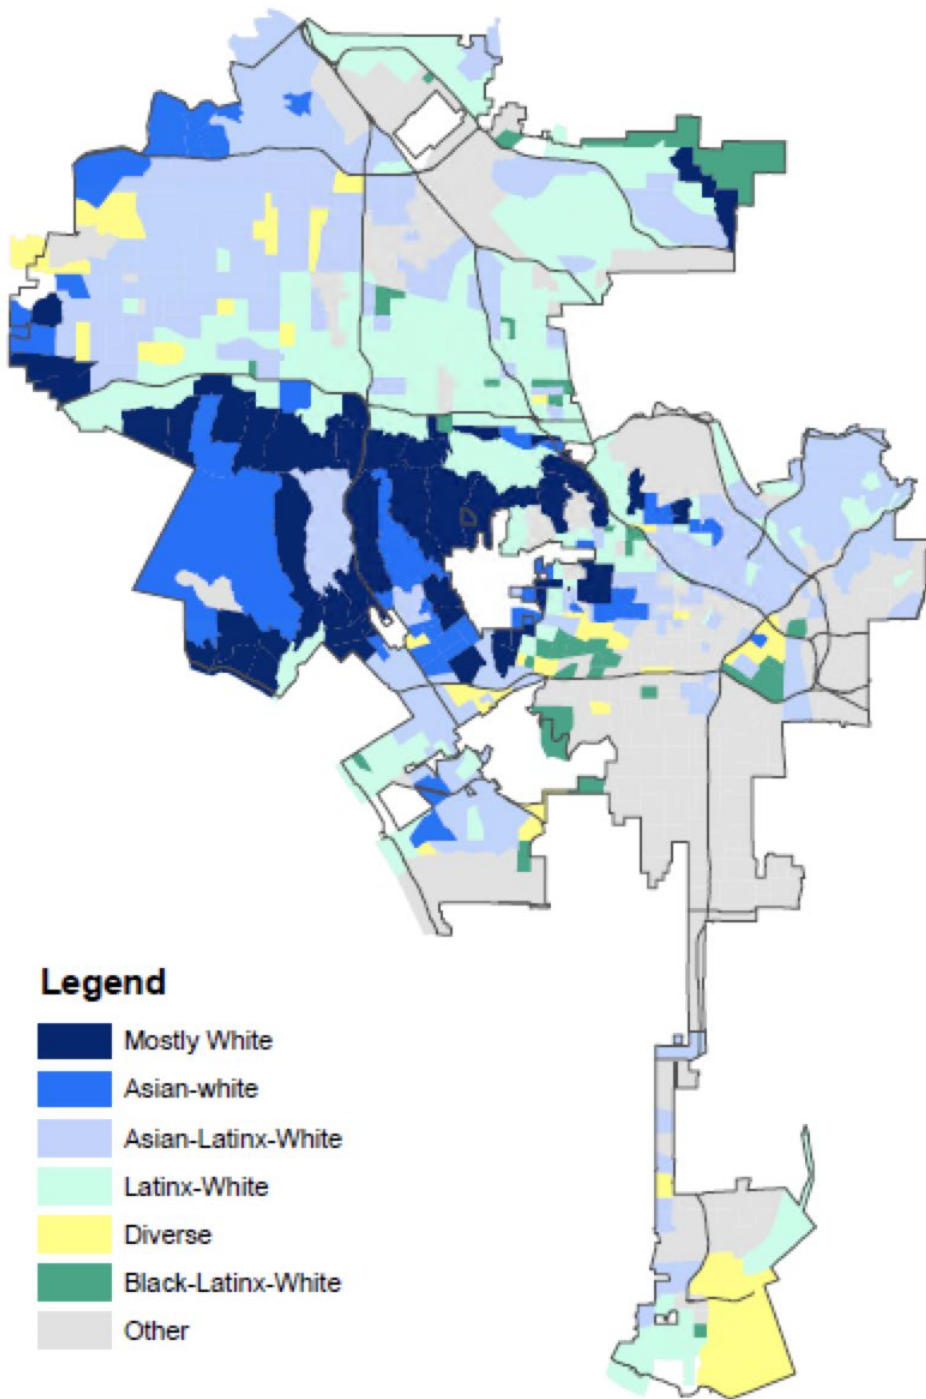 Legend
Mostly White
Asian-white
Asian-Latinx-White
Latinx-White
Diverse
Black-Latinx-White
Other